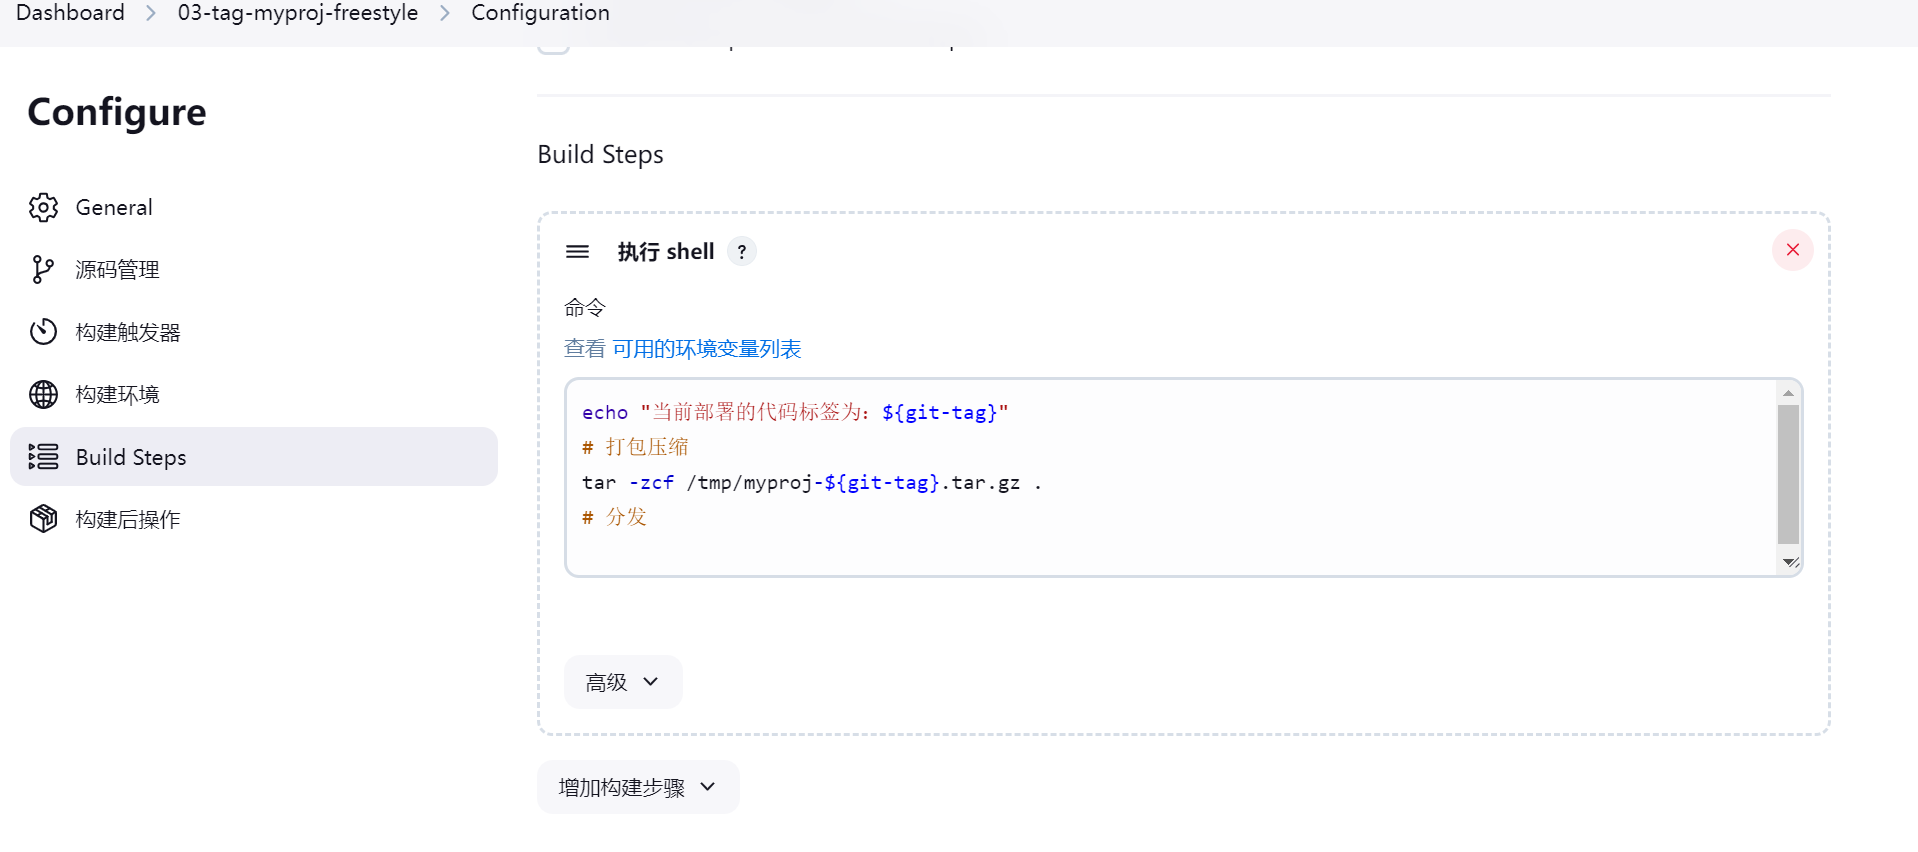 Dashboard > 03-tag-myproj-freestyle > Configuration
Configure
General
源码管理
构建触发器
构建环境
Build Steps
构建后操作
Build Steps
执行 shell ?
命令
查看 可用的环境变量列表
echo "当前部署的代码标签为：${git-tag}"
# 打包压缩
tar -zcf /tmp/myproj-${git-tag}.tar.gz .
# 分发
高级
增加构建步骤